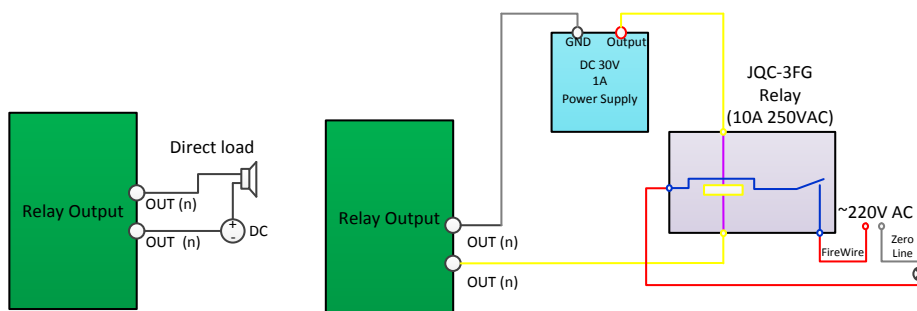 Relay Output
Direct load
OUT (n)
OUT (n)
+
-
DC
Relay Output
OUT (n)
OUT (n)
GND
Output
DC 30V
1A
Power Supply
JQC-3FG
Relay
(10A 250VAC)
~220V AC
FireWire
Zero
Line